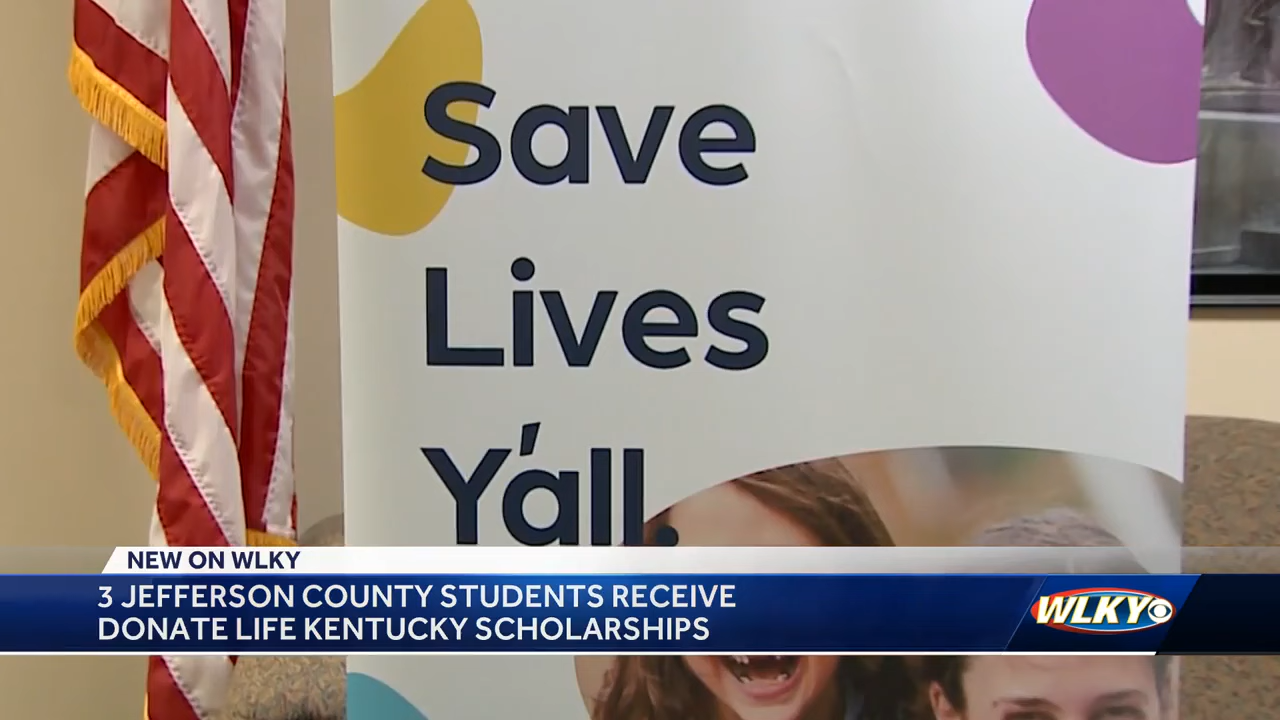 Save
Lives
Y'all.
NEW ON WLKY
3 JEFFERSON COUNTY STUDENTS RECEIVE
DONATE LIFE KENTUCKY SCHOLARSHIPS
WLKY